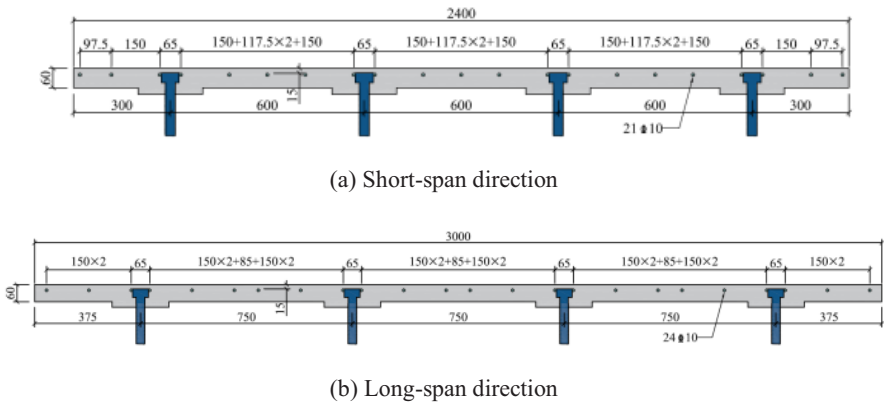 2400
97.5 150 65 150+117.5×2+150 65 150+117.5×2+150 65 150+117.5×2+150 65 150 97.5
60
15
300 600 600 600 300
21⌽10
(a) Short-span direction
3000
150×2 65 150×2+85+150×2 65 150×2+85+150×2 65 150×2+85+150×2 65 150×2
60
15
375 750 750 750 375
24⌽10
(b) Long-span direction